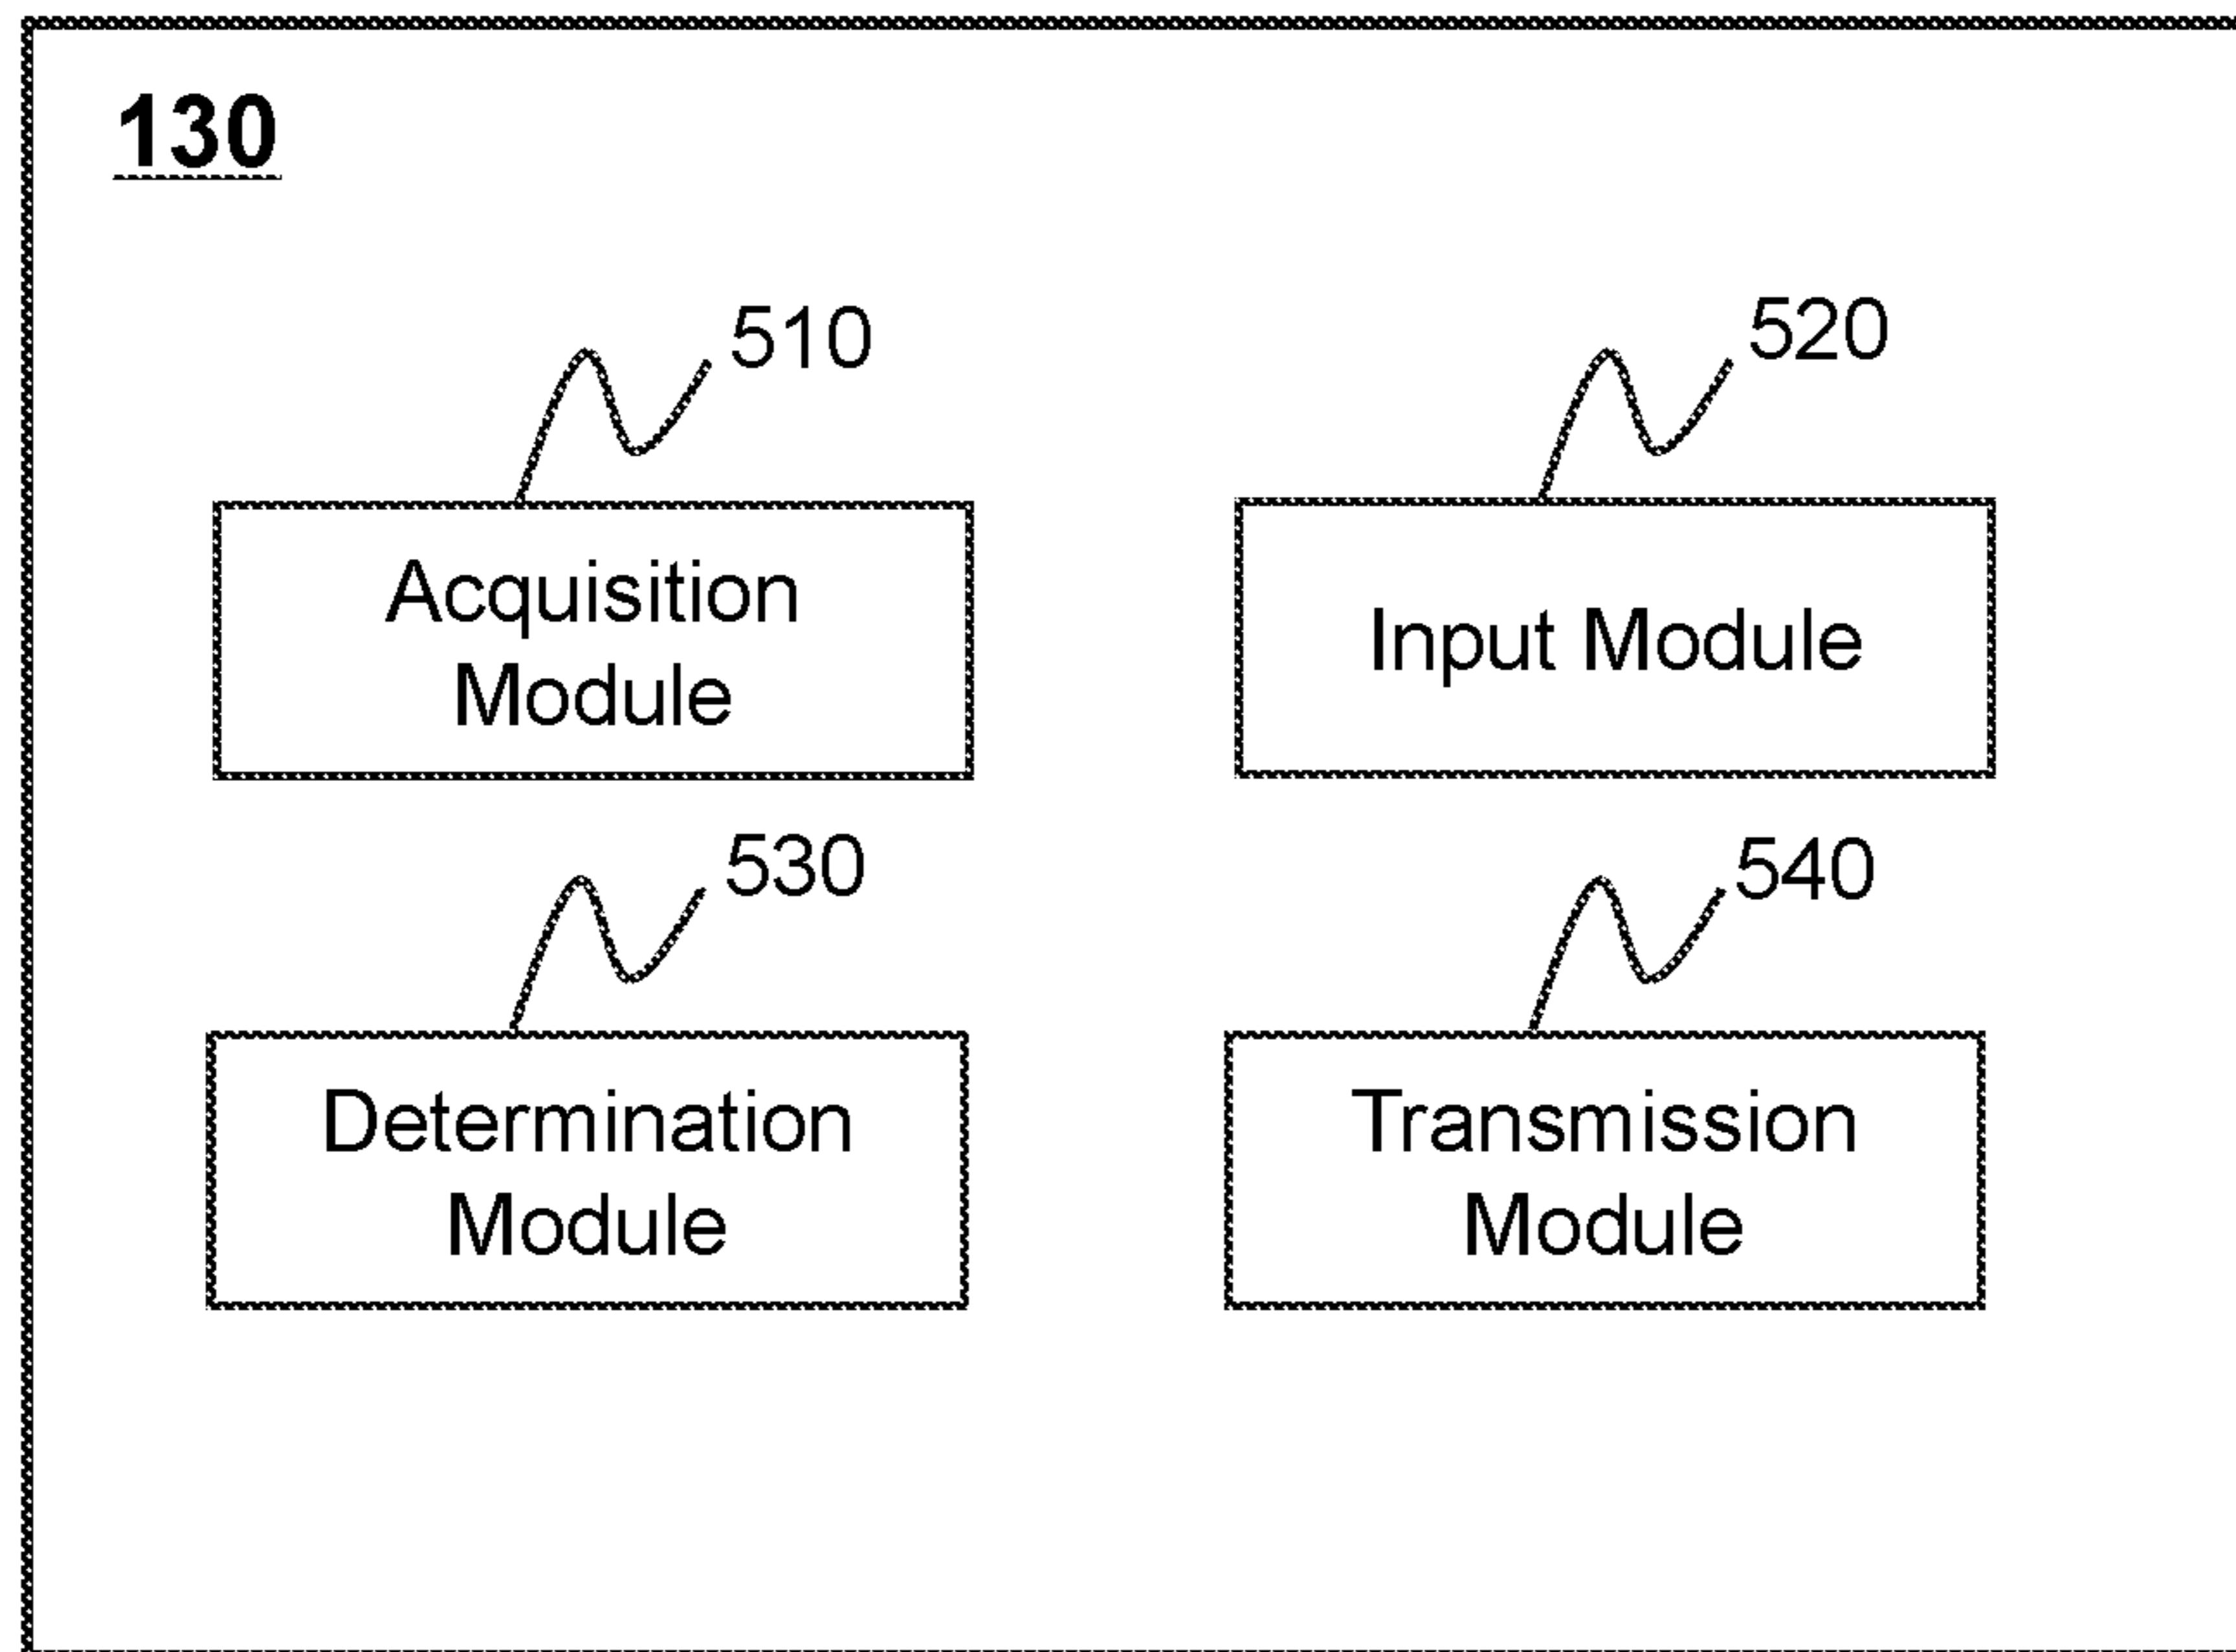 130
510
520
Acquisition
Module
Input Module
530
540
Determination
Module
Transmission
Module